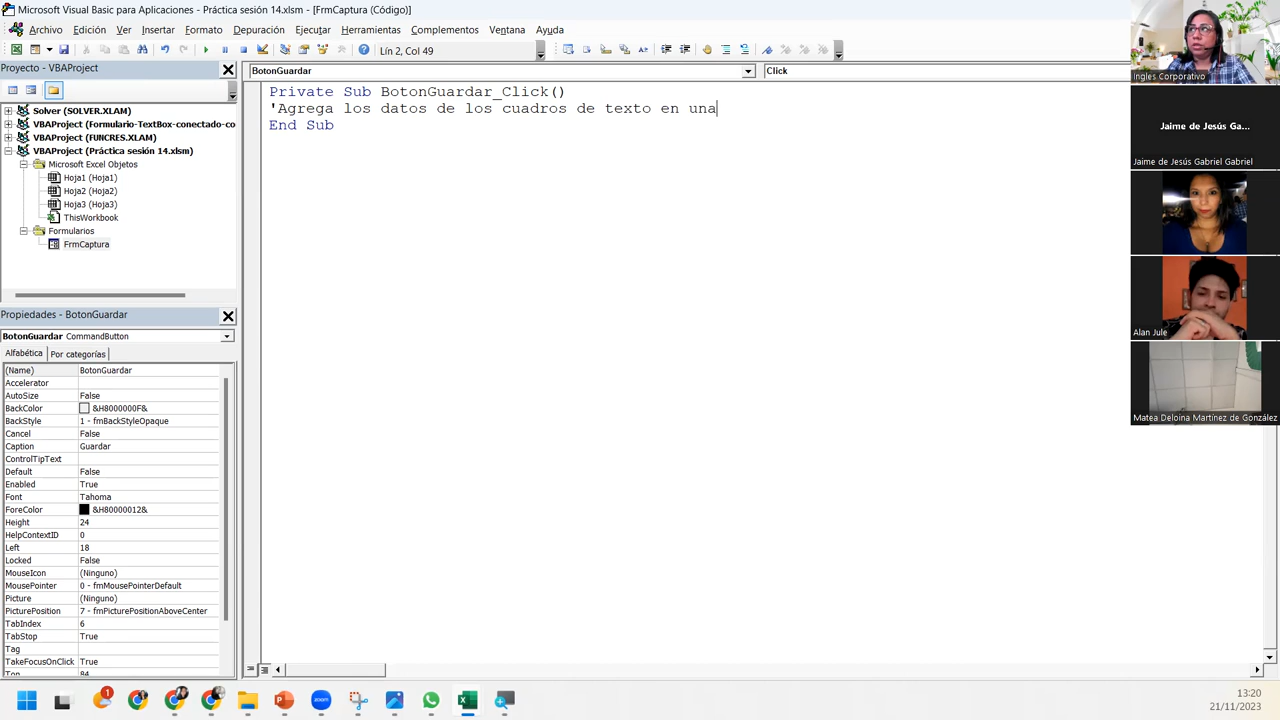 Microsoft Visual Basic para Aplicaciones - Práctica sesión 14.xlsm - [FrmCaptura (Código)]
Archivo Edición Ver Insertar Formato Depuración Ejecutar Herramientas Complementos Ventana Ayuda
Lín 2, Col 49
Proyecto - VBAProject
Solver (SOLVER.XLAM)
VBAProject (Formulario-TextBox-conectado-co
VBAProject (FUNCRES.XLAM)
VBAProject (Práctica sesión 14.xlsm)
Microsoft Excel Objetos
Hoja1 (Hoja1)
Hoja2 (Hoja2)
Hoja3 (Hoja3)
ThisWorkbook
Formularios
FrmCaptura
Propiedades - BotonGuardar
BotonGuardar CommandButton
Alfabética Por categorías
(Name) BotonGuardar
Accelerator
AutoSize False
BackColor &H8000000F&
BackStyle 1 - fmBackStyleOpaque
Cancel False
Caption Guardar
ControlTipText
Default False
Enabled True
Font Tahoma
ForeColor &H80000012&
Height 24
HelpContextID 0
Left 18
Locked False
MouseIcon (Ninguno)
MousePointer 0 - fmMousePointerDefault
Picture (Ninguno)
PicturePosition 7 - fmPicturePositionAboveCenter
TabIndex 6
TabStop True
Tag
TakeFocusOnClick True
Top 84
BotonGuardar Click
Private Sub BotonGuardar_Click()
'Agrega los datos de los cuadros de texto en una
End Sub
Ingles Corporativo
Jaime de Jesús Ga...
Jaime de Jesús Gabriel Gabriel
Alan Jule
Matea Deloina Martínez de González
1
zoom
13:20
21/11/2023